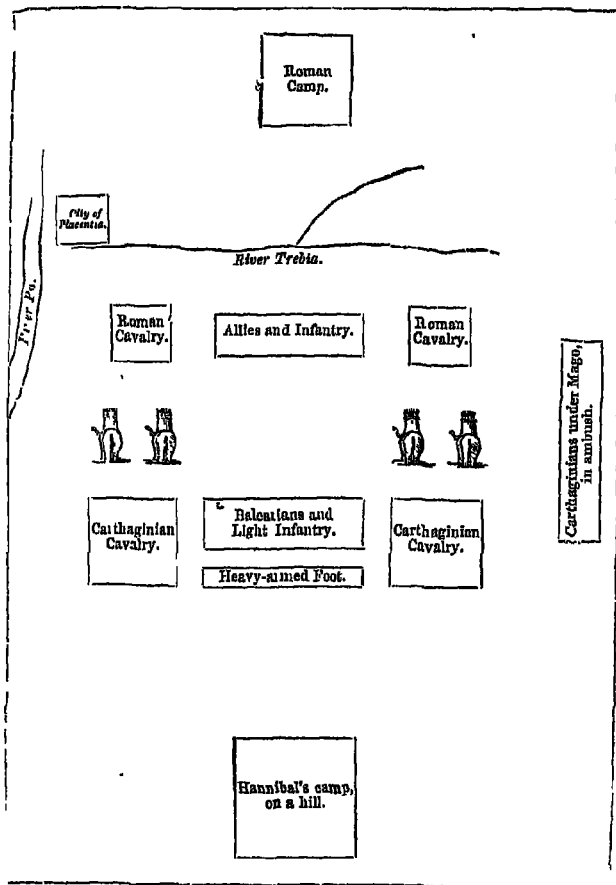 Roman
Camp.
City of
Placentia.
River Trebia.
River Po.
Roman
Cavalry.
Allies and Infantry.
Roman
Cavalry.
Carthaginians under Mago,
in ambush.
Carthaginian
Cavalry.
Balearians and
Light Infantry.
Carthaginian
Cavalry.
Heavy-armed Foot.
Hannibal's camp,
on a hill.